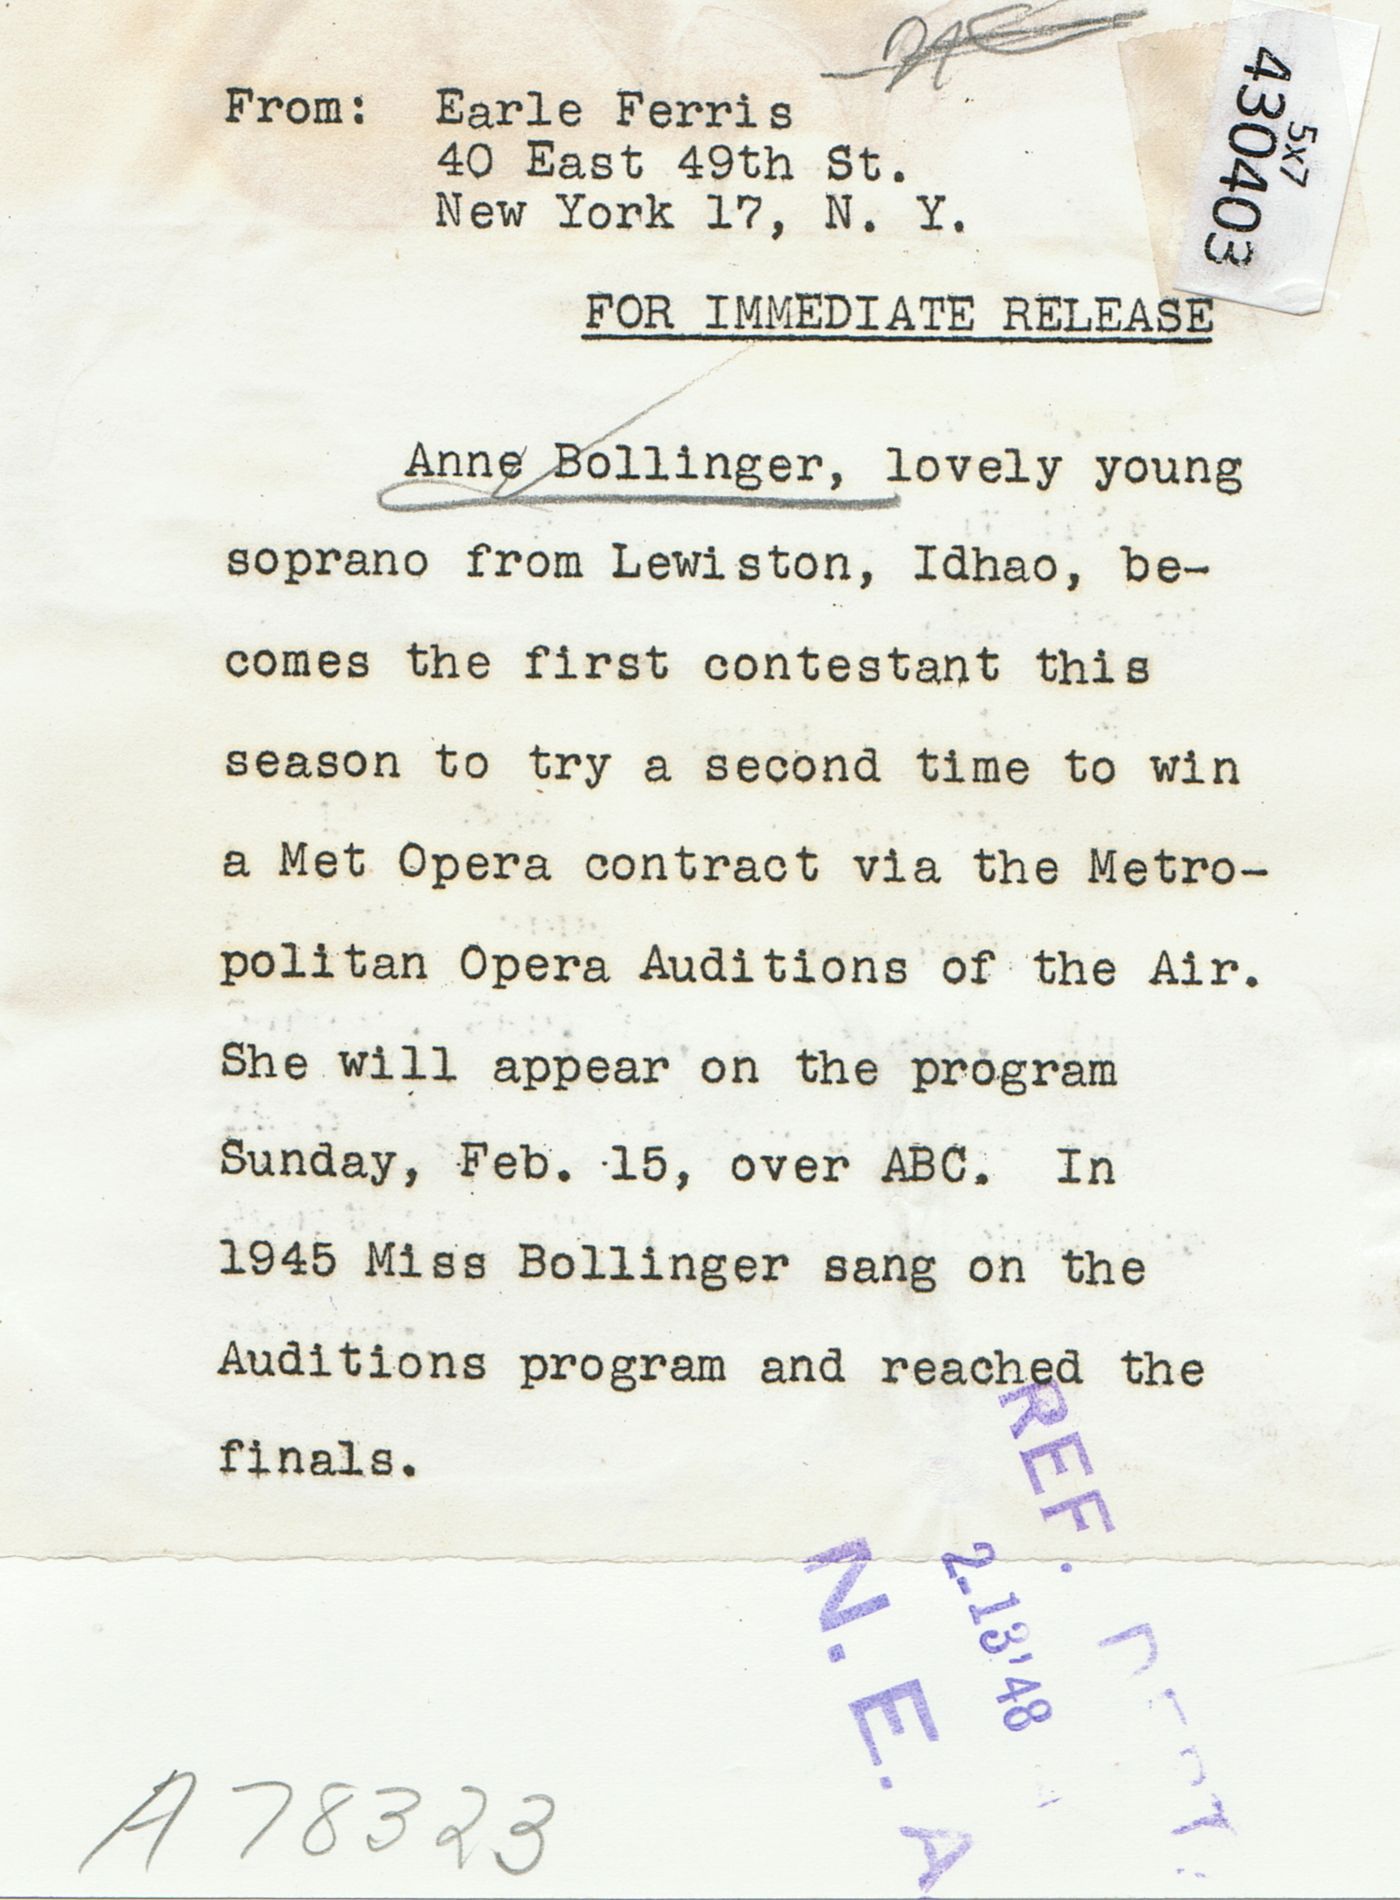 5x7
430403
From: Earle Ferris
40 East 49th St.
New York 17, N. Y.
FOR IMMEDIATE RELEASE
Anne Bollinger, lovely young
soprano from Lewiston, Idhao, be-
comes the first contestant this
season to try a second time to win
a Met Opera contract via the Metro-
politan Opera Auditions of the Air.
She will appear on the program
Sunday, Feb. 15, over ABC. In
1945 Miss Bollinger sang on the
Auditions program and reached the
finals.
REF.
2-13'48
N. E. A
A 78323